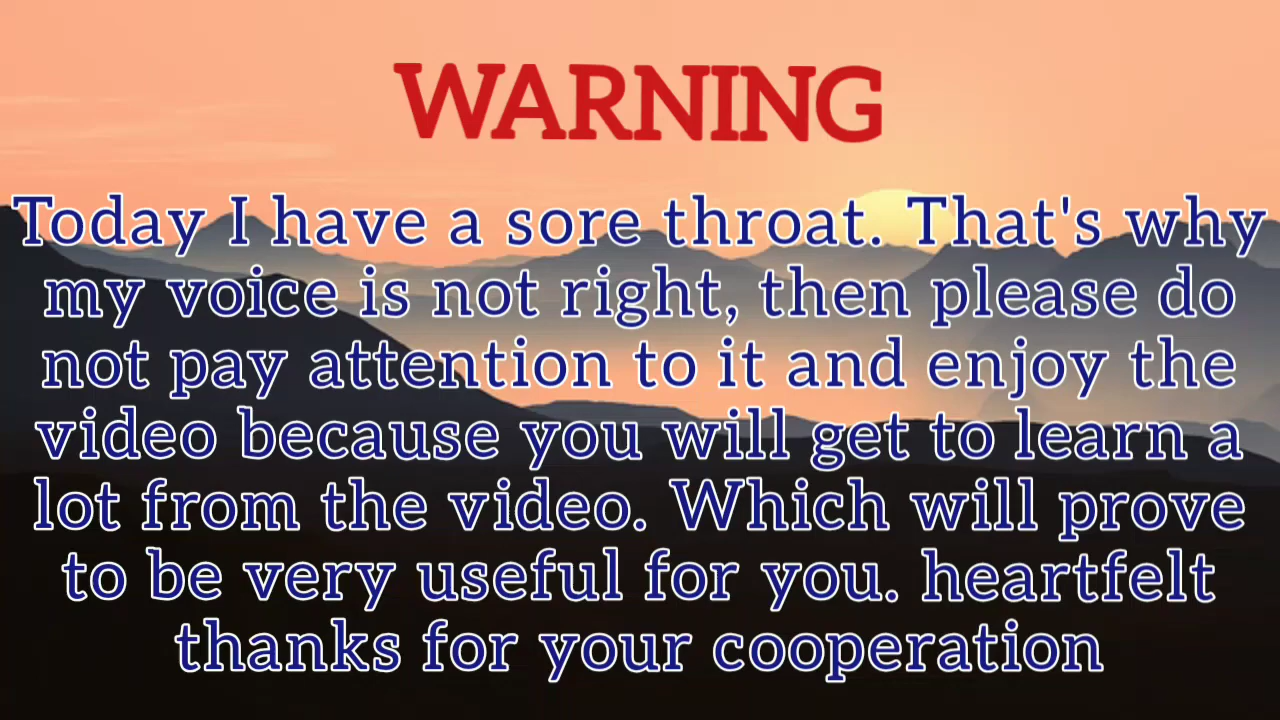 WARNING
Today I have a sore throat. That's why
my voice is not right, then please do
not pay attention to it and enjoy the
video because you will get to learn a
lot from the video. Which will prove
to be very useful for you. heartfelt
thanks for your cooperation